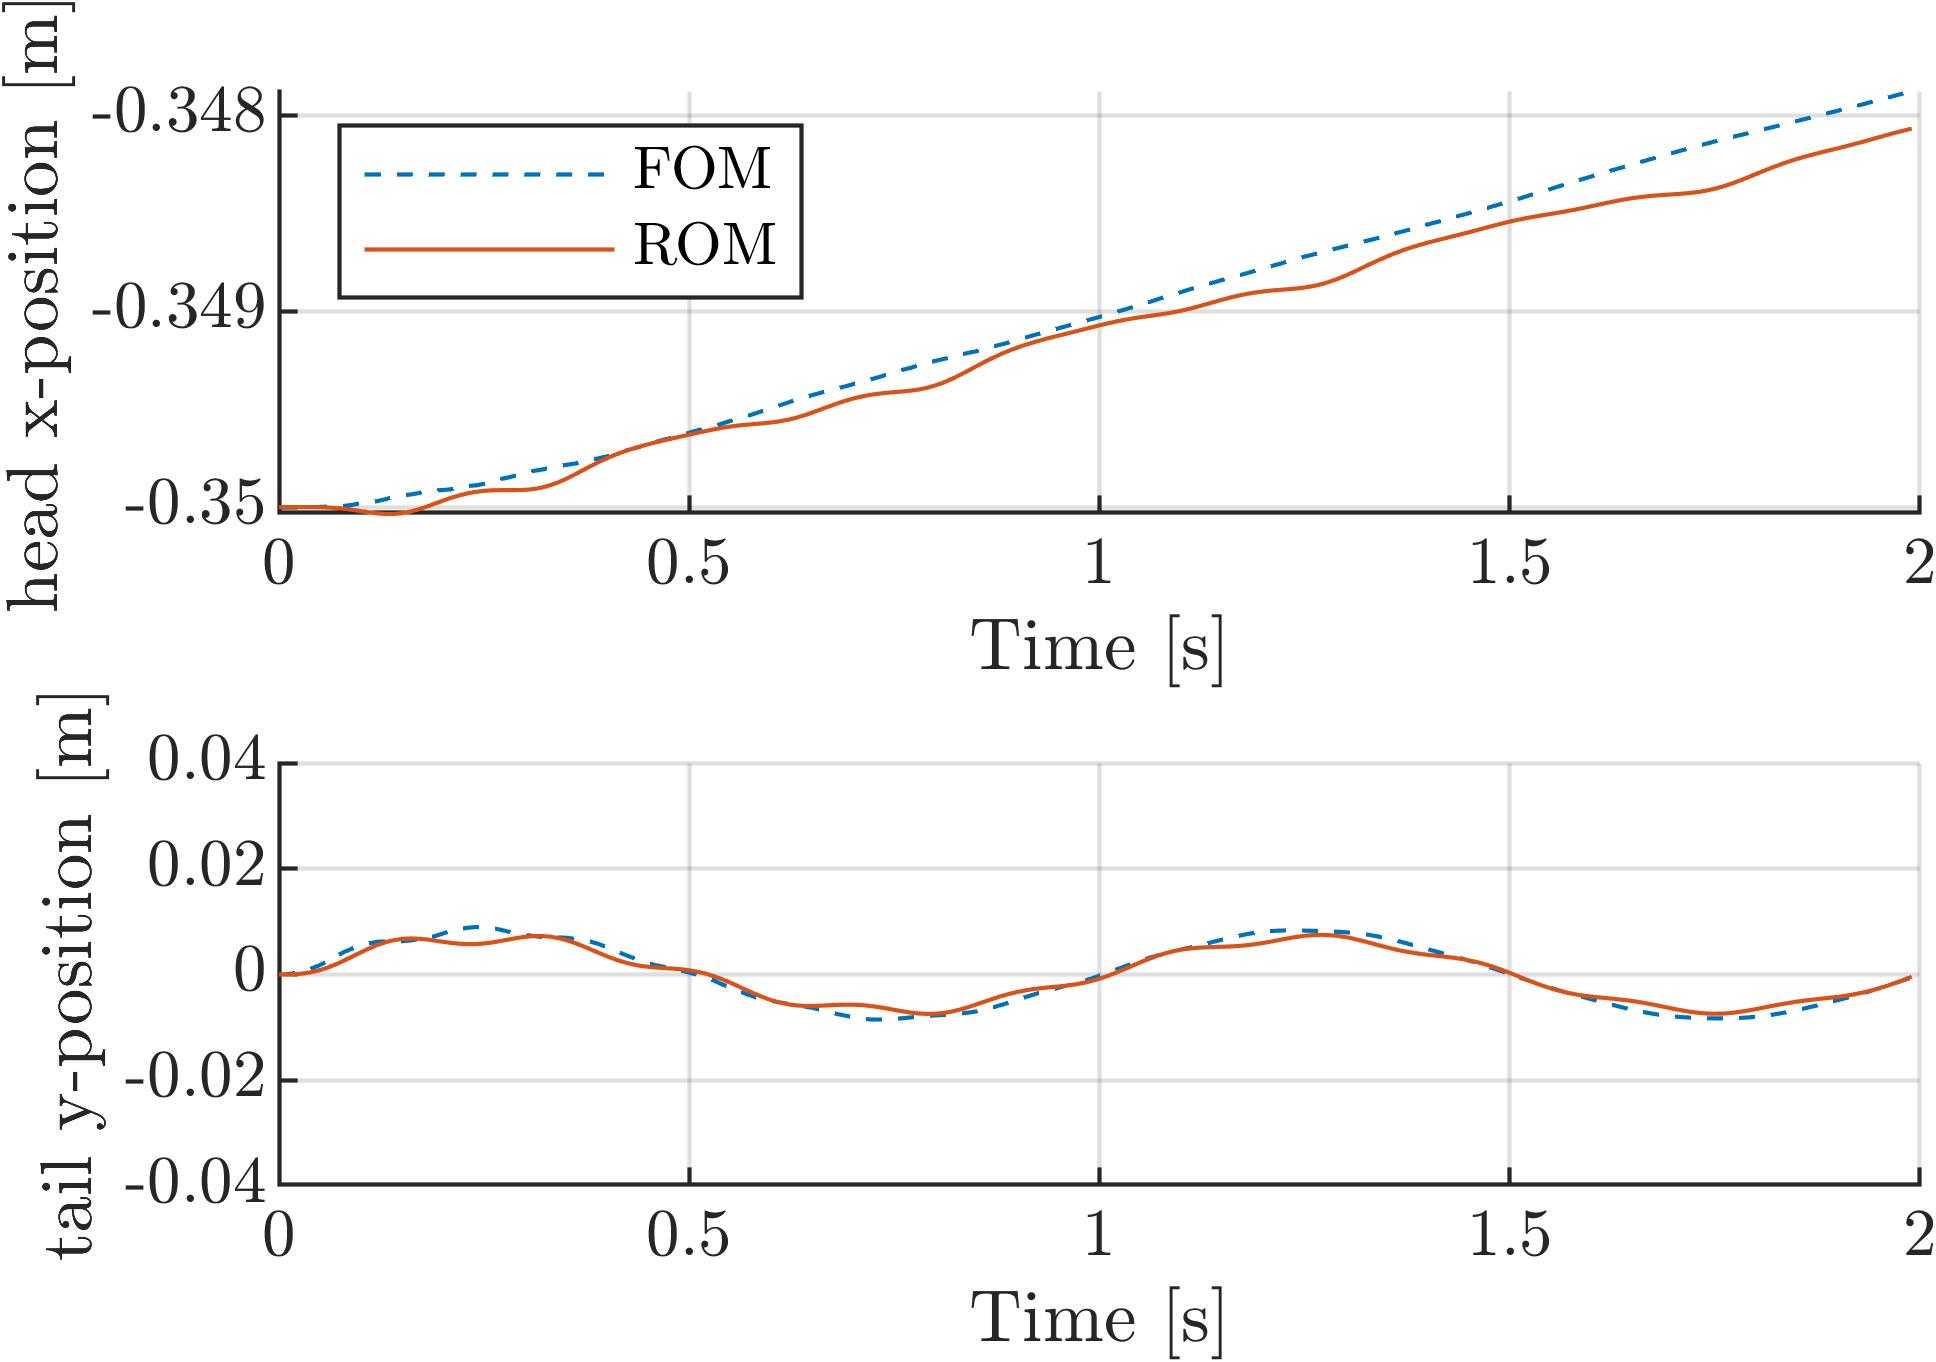 head x-position [m]
-0.348
-0.349
-0.35
FOM
ROM
0 0.5 1 1.5 2
Time [s]
tail y-position [m]
0.04
0.02
0
-0.02
-0.04
0 0.5 1 1.5 2
Time [s]